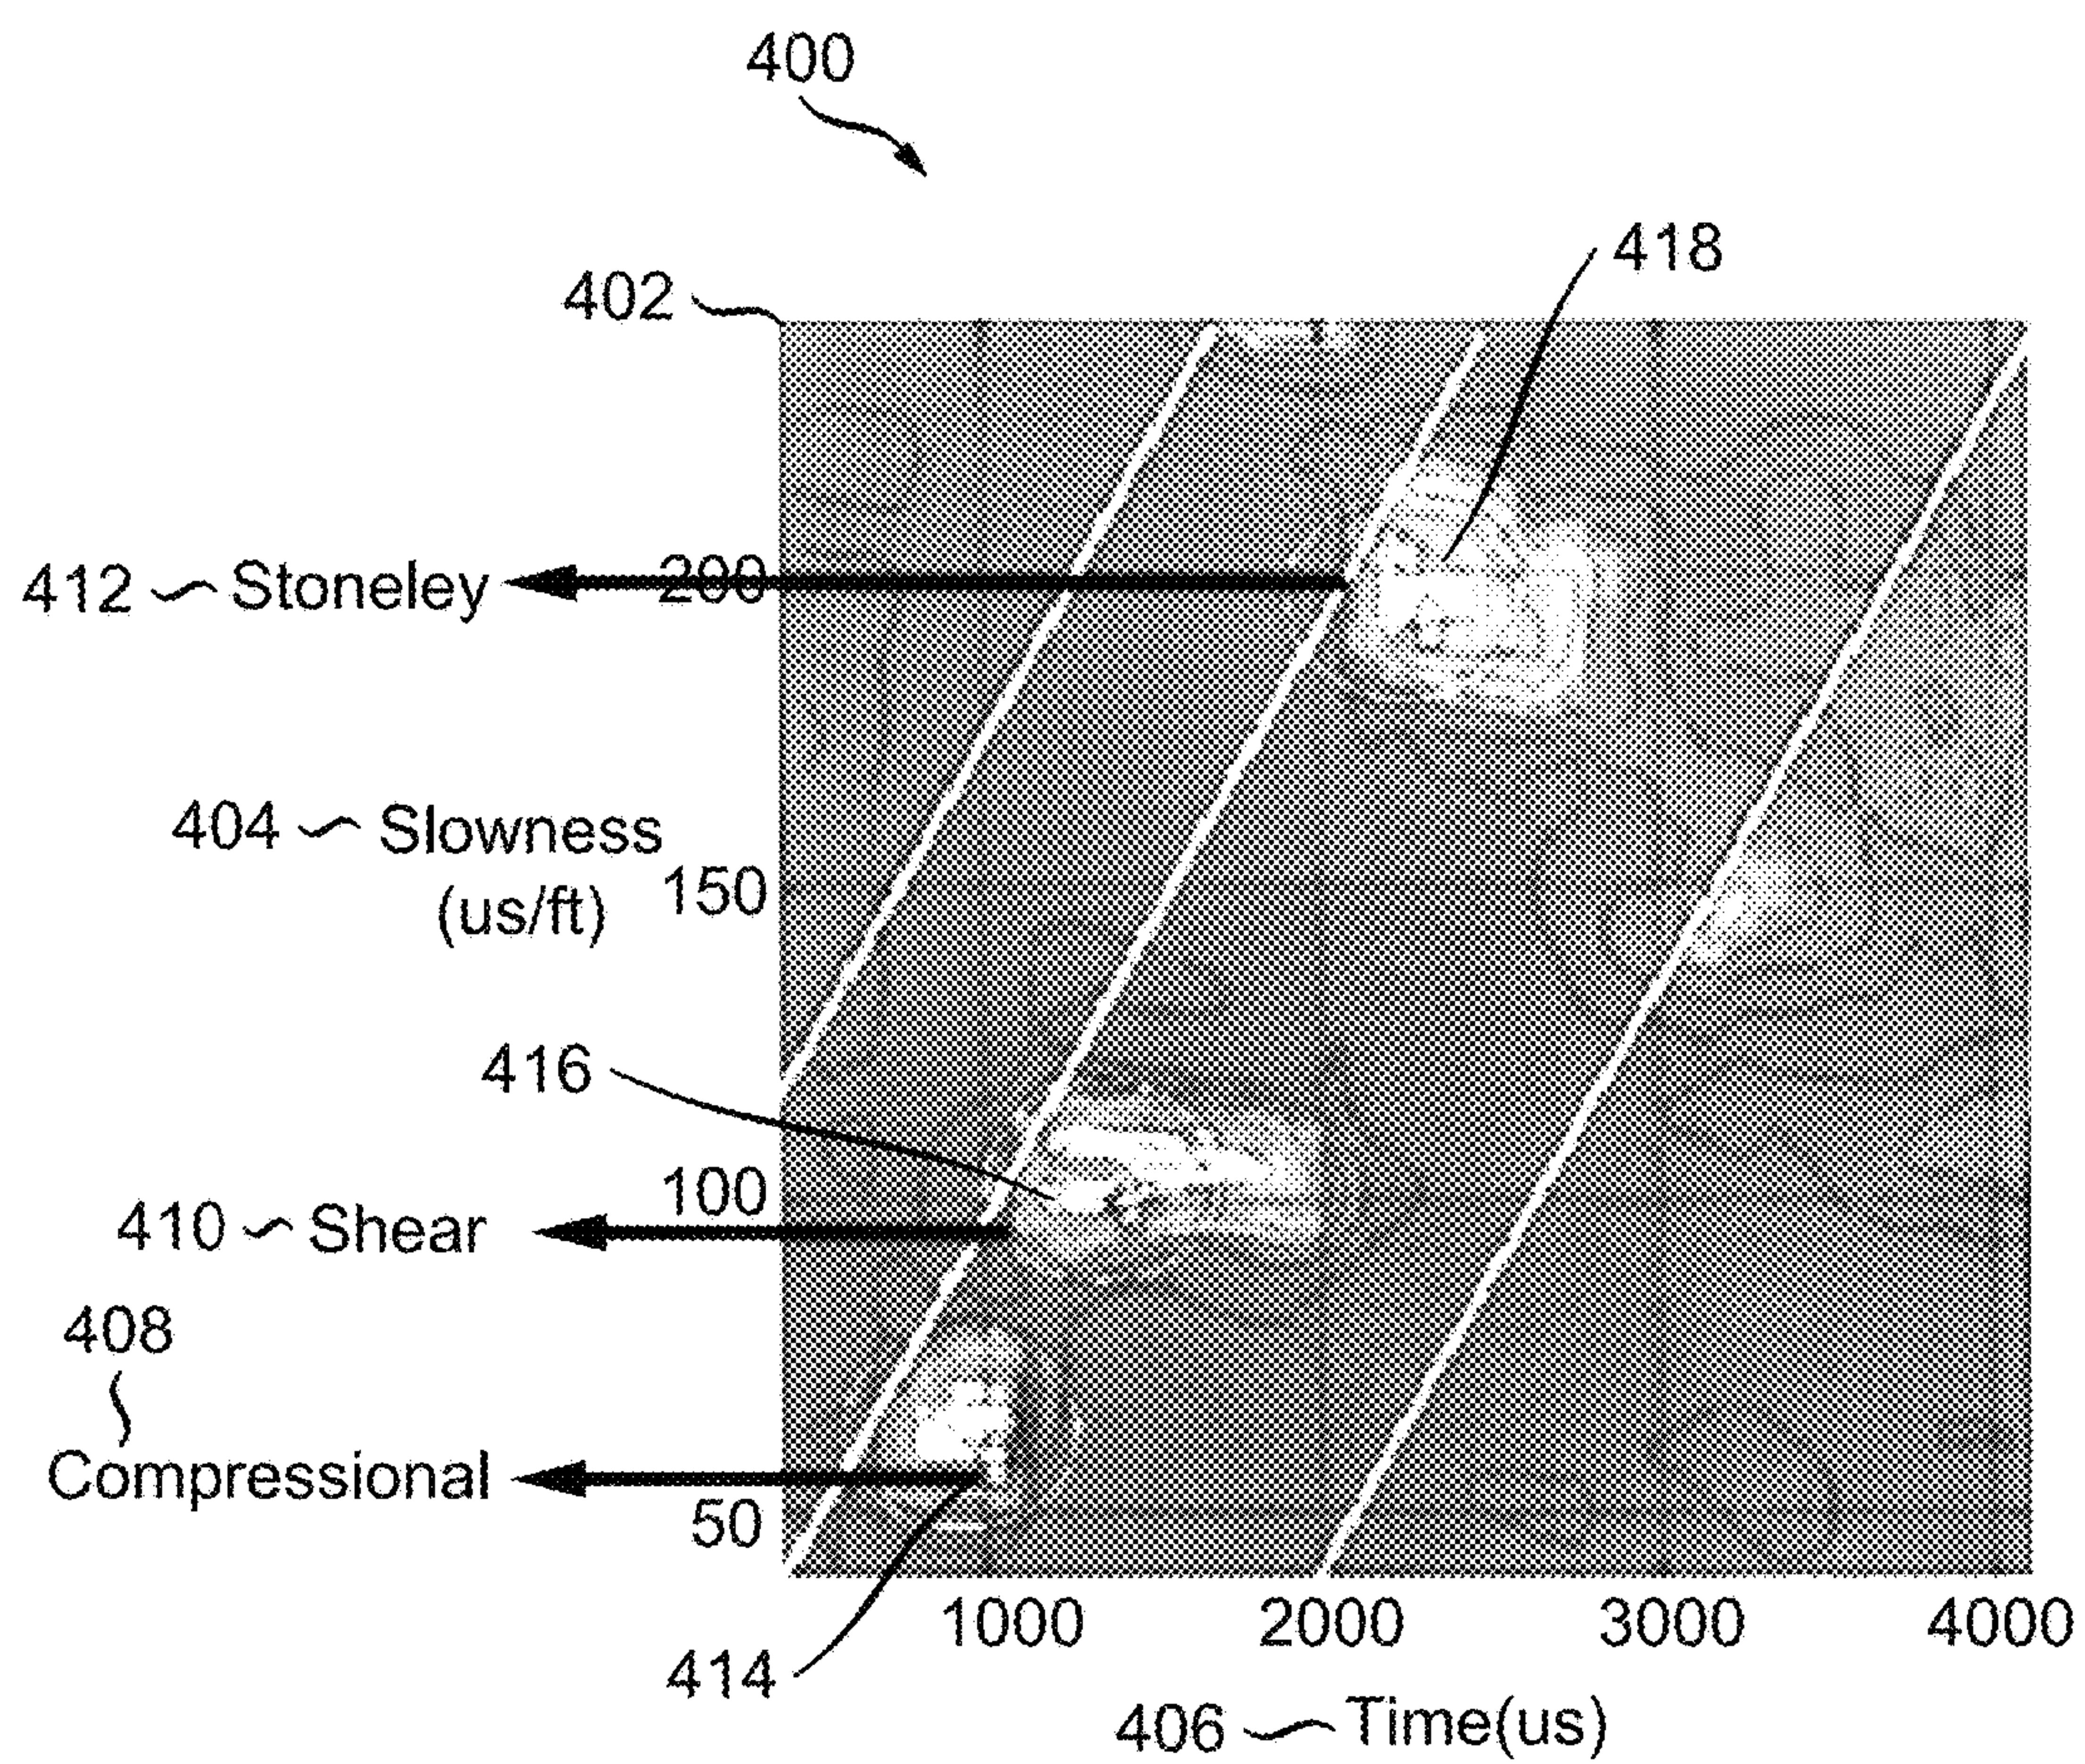 400
418
402
412 Stoneley 200
404 Slowness
(us/ft) 150
416
100
410 Shear
408
Compressional
50
1000 2000 3000 4000
414
406 Time(us)